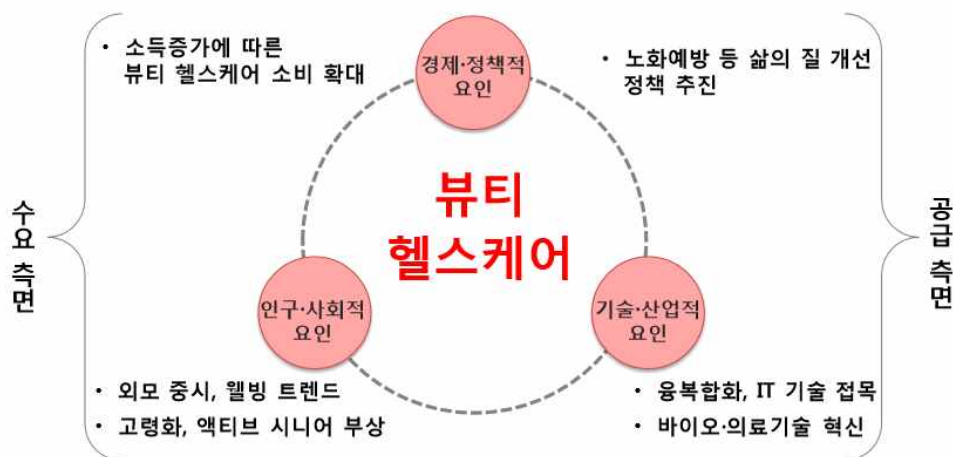 • 소득증가에 따른
뷰티 헬스케어 소비 확대
경제·정책적
요인
• 노화예방 등 삶의 질 개선
정책 추진
뷰티
헬스케어
수요 측면
공급 측면
인구·사회적
요인
기술·산업적
요인
• 외모 중시, 웰빙 트렌드
• 고령화, 액티브 시니어 부상
• 융복합화, IT 기술 접목
• 바이오·의료기술 혁신